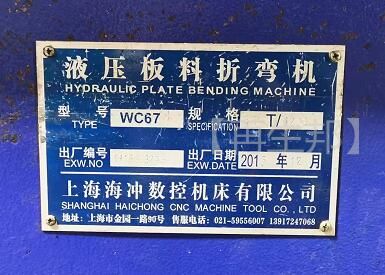 液压板料折弯机
HYDRAULIC PLATE BENDING MACHINE
型号 WC67 规格 T/
TYPE SPECIFICATION
出厂编号 出厂日期 201 年 月
EXW.NO EXW.DATE
上海海冲数控机床有限公司
SHANGHAI HAICHONG CNC MACHINE TOOL CO., LTD
地址:上海市金园一路90号 售服电话:021-59556007 13917247068